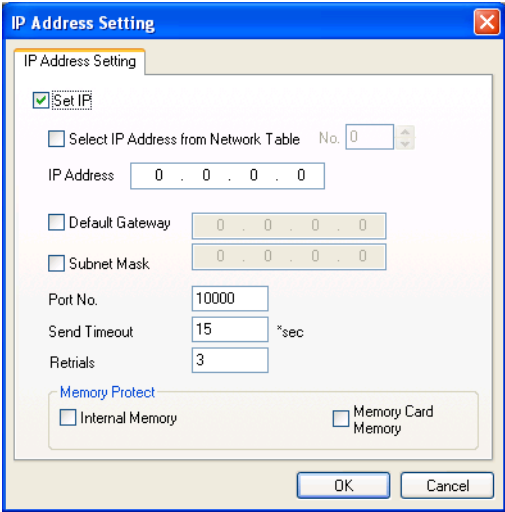 IP Address Setting
IP Address Setting
Set IP
Select IP Address from Network Table No. 0
IP Address 0 . 0 . 0 . 0
Default Gateway 0 . 0 . 0 . 0
Subnet Mask 0 . 0 . 0 . 0
Port No. 10000
Send Timeout 15 *sec
Retrials 3
Memory Protect
Internal Memory
Memory Card
Memory
OK Cancel